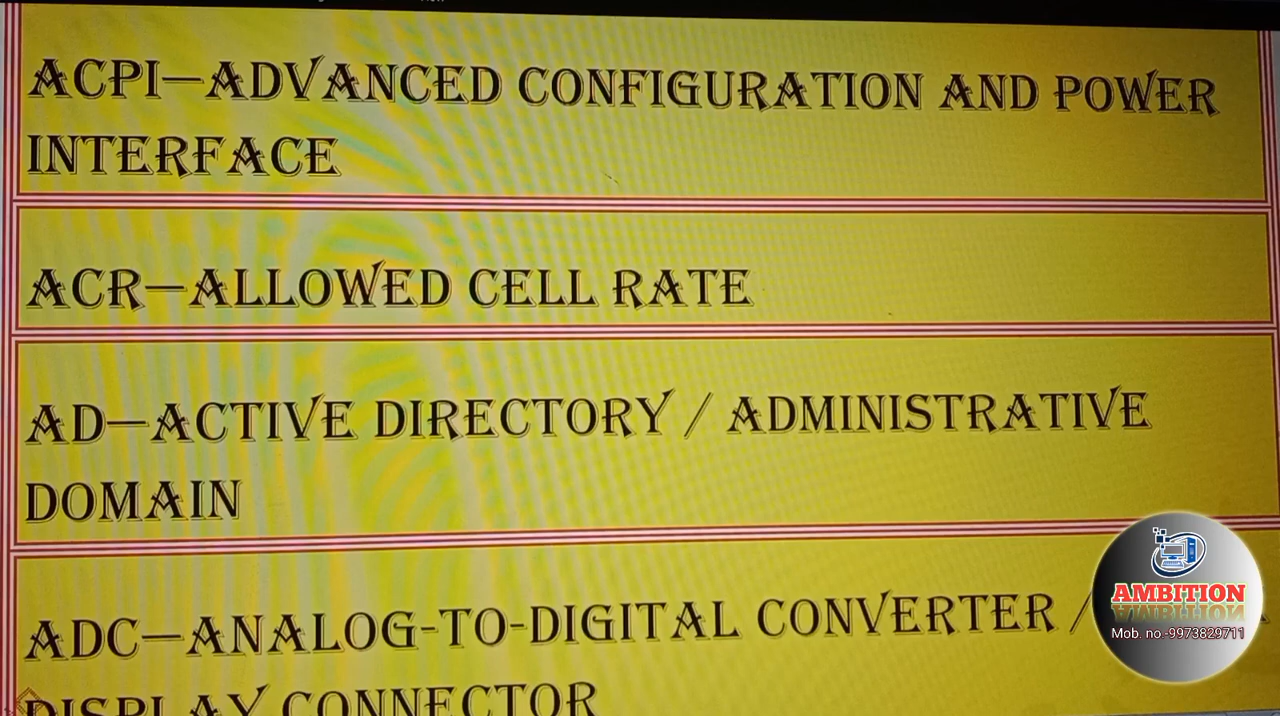 ACPI—ADVANCED CONFIGURATION AND POWER
INTERFACE
ACR—ALLOWED CELL RATE
AD—ACTIVE DIRECTORY / ADMINISTRATIVE
DOMAIN
ADC—ANALOG-TO-DIGITAL CONVERTER /
DISPLAY CONNECTOR
AMBITION
Mob. no.-9973829711